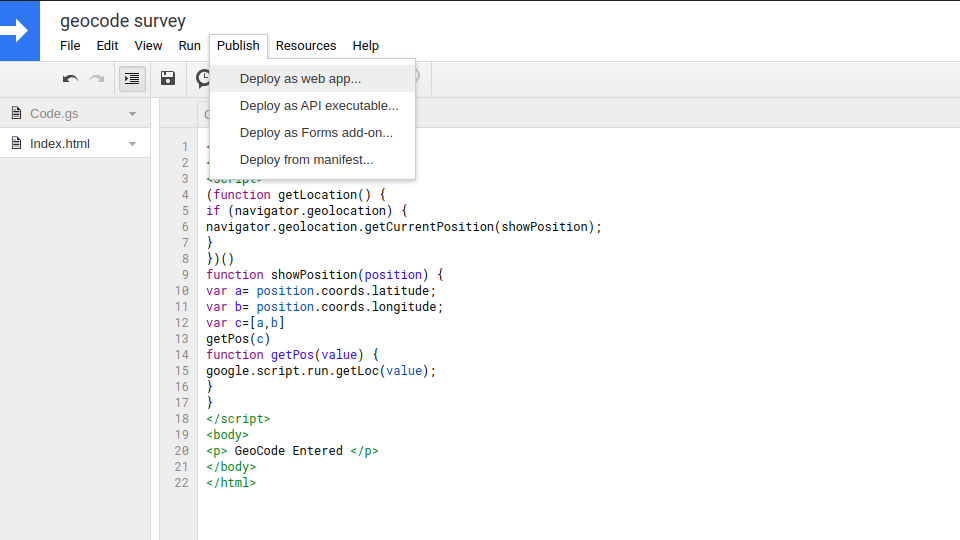 geocode survey
File Edit View Run Publish Resources Help
Deploy as web app...
Deploy as API executable...
Deploy as Forms add-on...
Deploy from manifest...
Code.gs
Index.html
1 <
2 <
3 <script>
4 (function getLocation() {
5 if (navigator.geolocation) {
6 navigator.geolocation.getCurrentPosition(showPosition);
7 }
8 })()
9 function showPosition(position) {
10 var a= position.coords.latitude;
11 var b= position.coords.longitude;
12 var c=[a,b]
13 getPos(c)
14 function getPos(value) {
15 google.script.run.getLoc(value);
16 }
17 }
18 </script>
19 <body>
20 <p> GeoCode Entered </p>
21 </body>
22 </html>